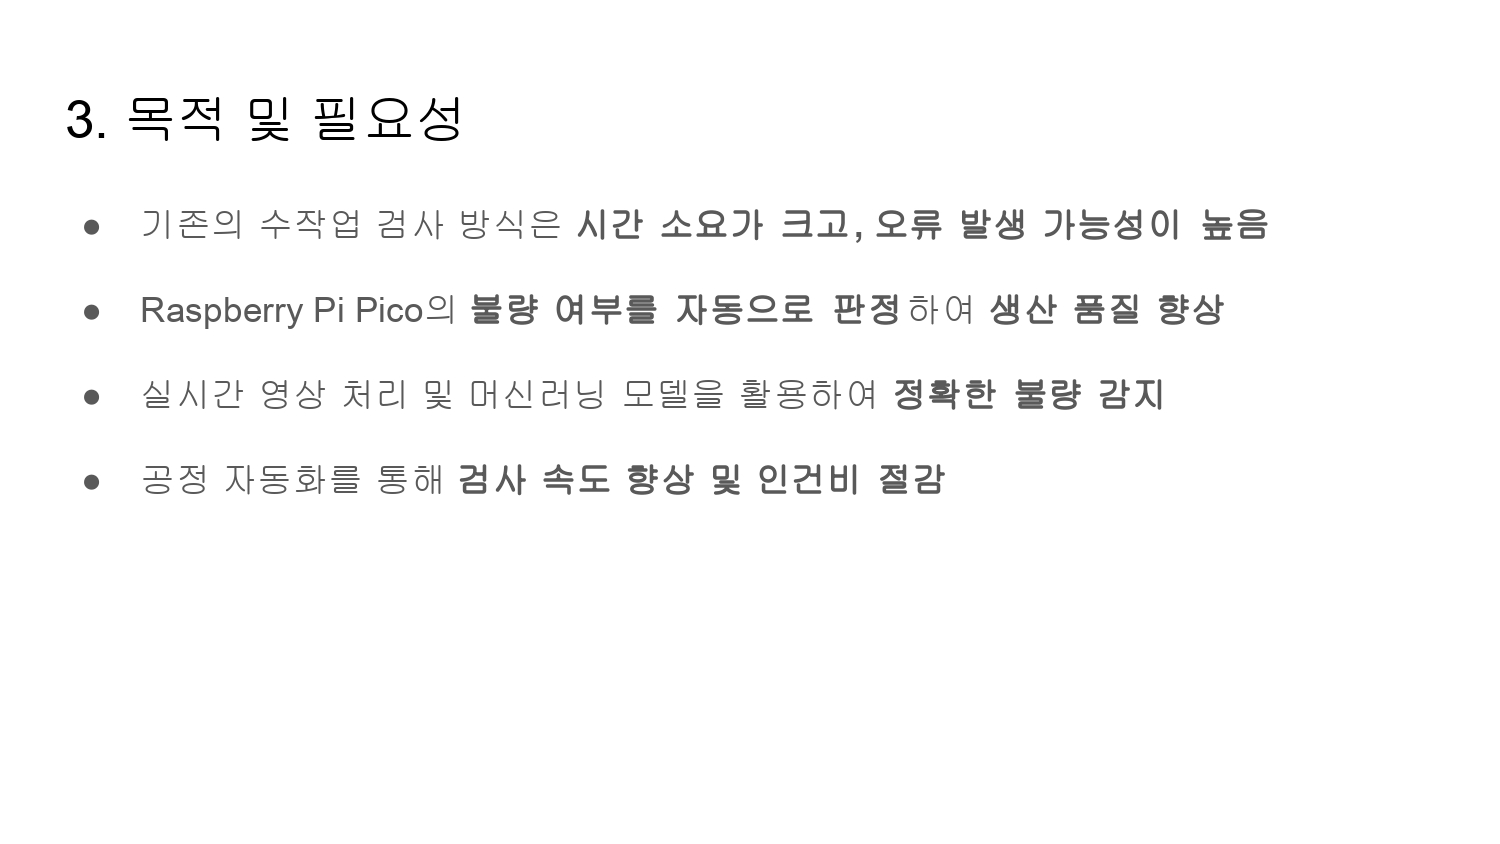 3. 목적 및 필요성
● 기존의 수작업 검사 방식은 시간 소요가 크고, 오류 발생 가능성이 높음
● Raspberry Pi Pico의 불량 여부를 자동으로 판정하여 생산 품질 향상
● 실시간 영상 처리 및 머신러닝 모델을 활용하여 정확한 불량 감지
● 공정 자동화를 통해 검사 속도 향상 및 인건비 절감